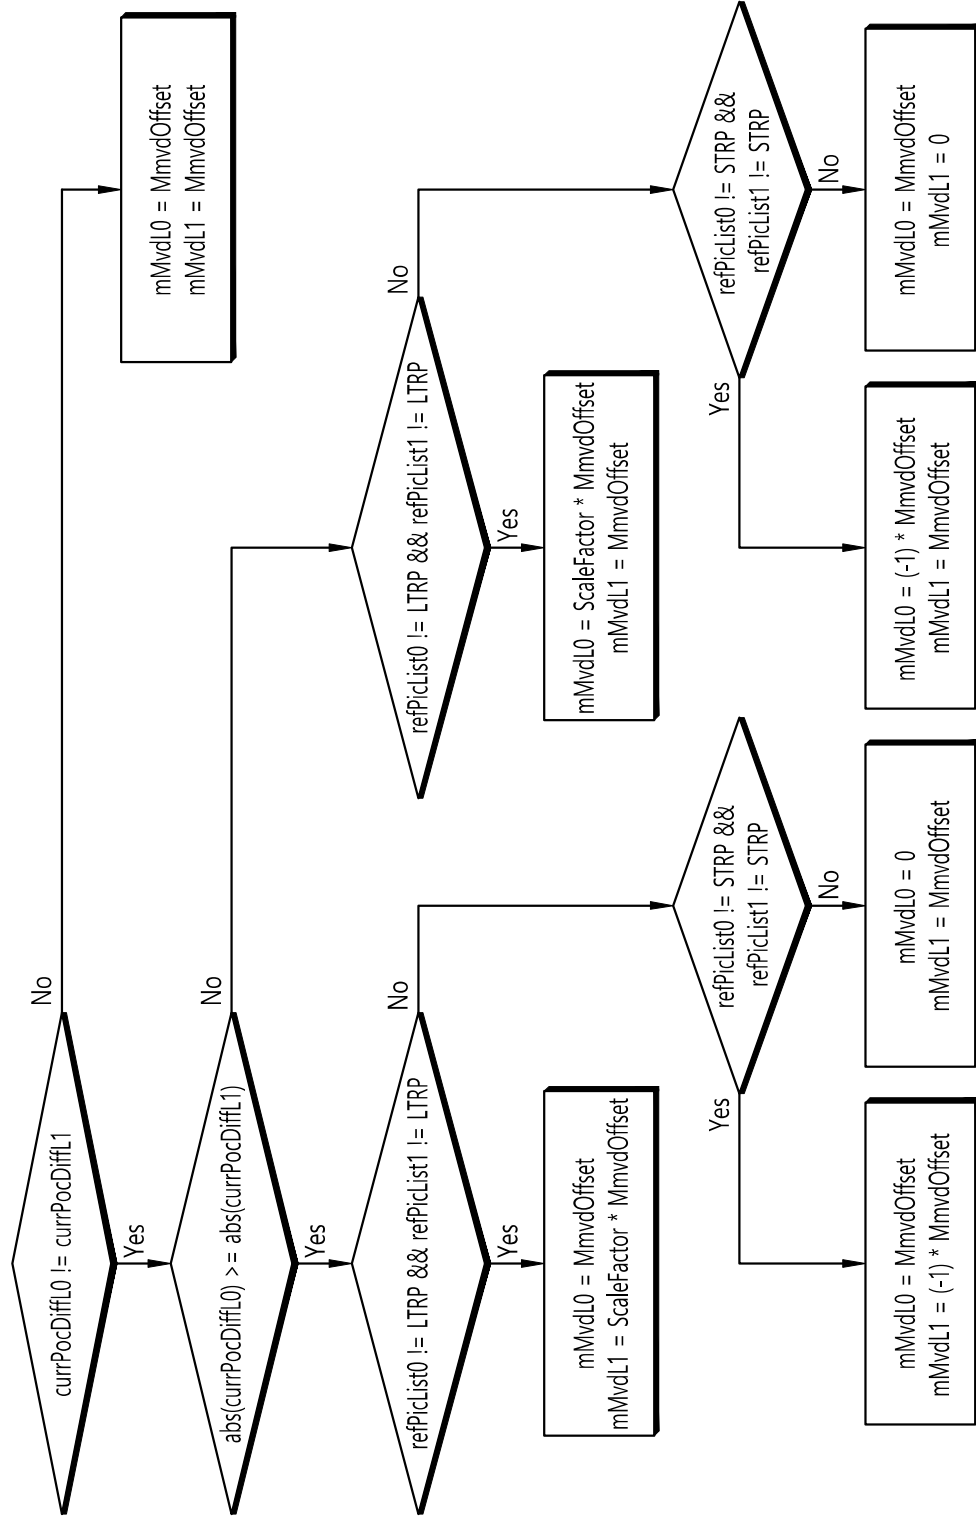 currPocDiffL0 != currPocDiffL1
No
Yes
mMvdL0 = MmvdOffset
mMvdL1 = MmvdOffset
abs(currPocDiffL0) >= abs(currPocDiffL1)
No
Yes
refPicList0 != LTRP && refPicList1 != LTRP
No
Yes
refPicList0 != LTRP && refPicList1 != LTRP
No
Yes
mMvdL0 = MmvdOffset
mMvdL1 = ScaleFactor * MmvdOffset
mMvdL0 = ScaleFactor * MmvdOffset
mMvdL1 = MmvdOffset
Yes
refPicList0 != STRP &&
refPicList1 != STRP
No
Yes
refPicList0 != STRP &&
refPicList1 != STRP
No
mMvdL0 = MmvdOffset
mMvdL1 = (-1) * MmvdOffset
mMvdL0 = 0
mMvdL1 = MmvdOffset
mMvdL0 = (-1) * MmvdOffset
mMvdL1 = MmvdOffset
mMvdL0 = MmvdOffset
mMvdL1 = 0